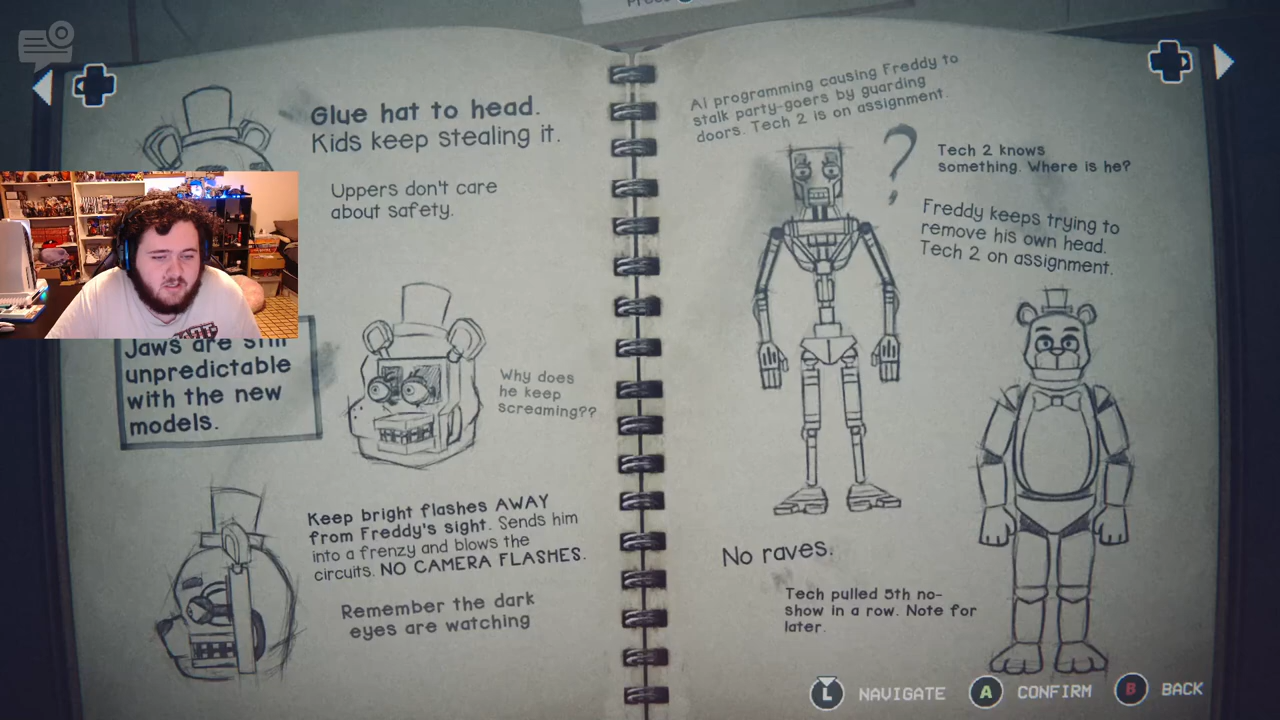 Glue hat to head.
Kids keep stealing it.
Uppers don't care
about safety.
Jaws are still
unpredictable
with the new
models.
Why does
he keep
screaming??
Keep bright flashes AWAY
from Freddy's sight. Sends him
into a frenzy and blows the
circuits. NO CAMERA FLASHES.
Remember the dark
eyes are watching
AI programming causing Freddy to
stalk party-goers by guarding
doors. Tech 2 is on assignment.
?
Tech 2 knows
something. Where is he?
Freddy keeps trying to
remove his own head.
Tech 2 on assignment.
No raves.
Tech pulled 5th no-
show in a row. Note for
later.
L NAVIGATE A CONFIRM B BACK